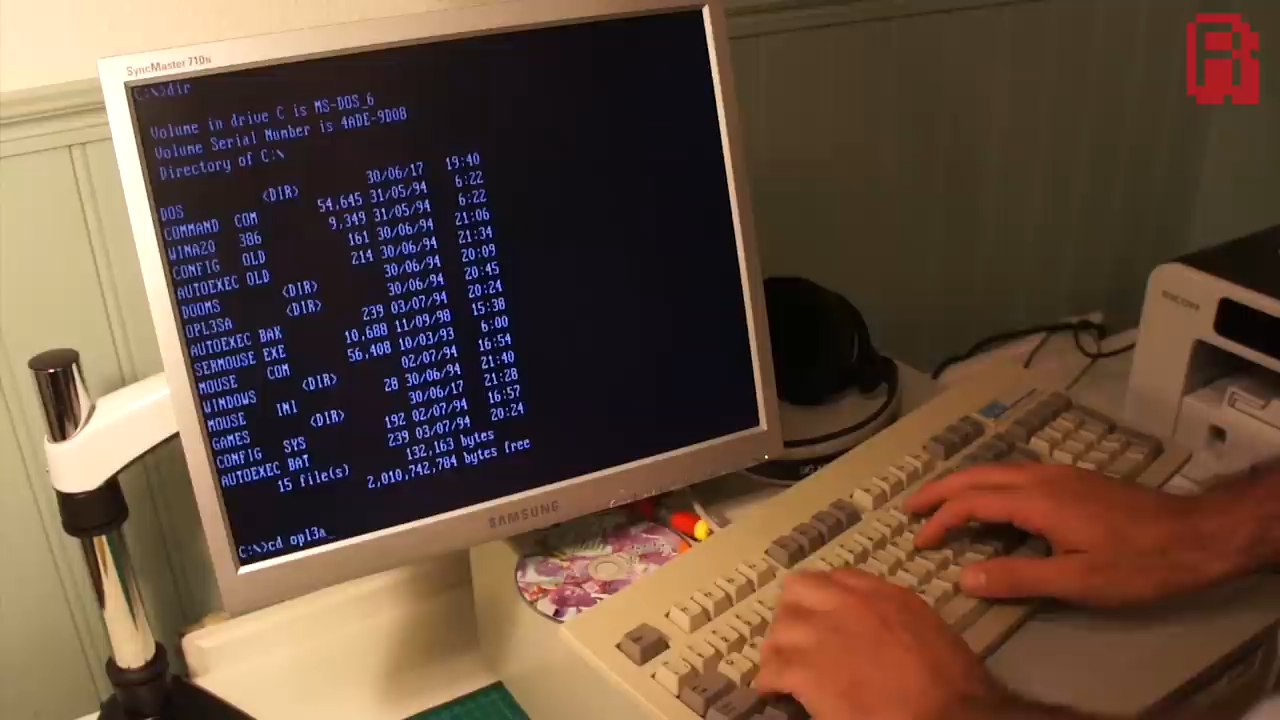 SyncMaster 710N
C:\>dir
Volume in drive C is MS-DOS_6
Volume Serial Number is 4ADE-9D08
Directory of C:\
DOS <DIR> 30/06/17 19:40
COMMAND COM 54,645 31/05/94 6:22
WINA20 386 9,349 31/05/94 6:22
CONFIG OLD 161 30/06/94 21:06
AUTOEXEC OLD 214 30/06/94 21:34
DOOMS <DIR> 30/06/94 20:09
OPL3SA <DIR> 30/06/94 20:45
AUTOEXEC BAK 239 03/07/94 20:24
SERMOUSE EXE 10,688 11/09/90 15:38
MOUSE COM 56,408 10/03/93 6:00
WINDOWS <DIR> 02/07/94 16:54
MOUSE INI 28 30/06/94 21:40
GAMES <DIR> 30/06/17 21:28
CONFIG SYS 192 02/07/94 16:57
AUTOEXEC BAT 239 03/07/94 20:24
15 file(s) 132,163 bytes
2,010,742,784 bytes free
C:\>cd opl3a_
SAMSUNG
RICOH